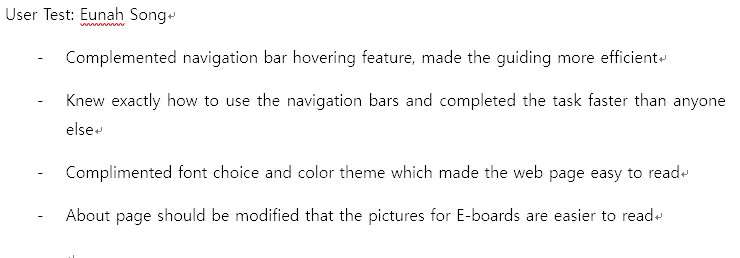 User Test: Eunah Song
- Complemented navigation bar hovering feature, made the guiding more efficient
- Knew exactly how to use the navigation bars and completed the task faster than anyone
else
- Complimented font choice and color theme which made the web page easy to read
- About page should be modified that the pictures for E-boards are easier to read